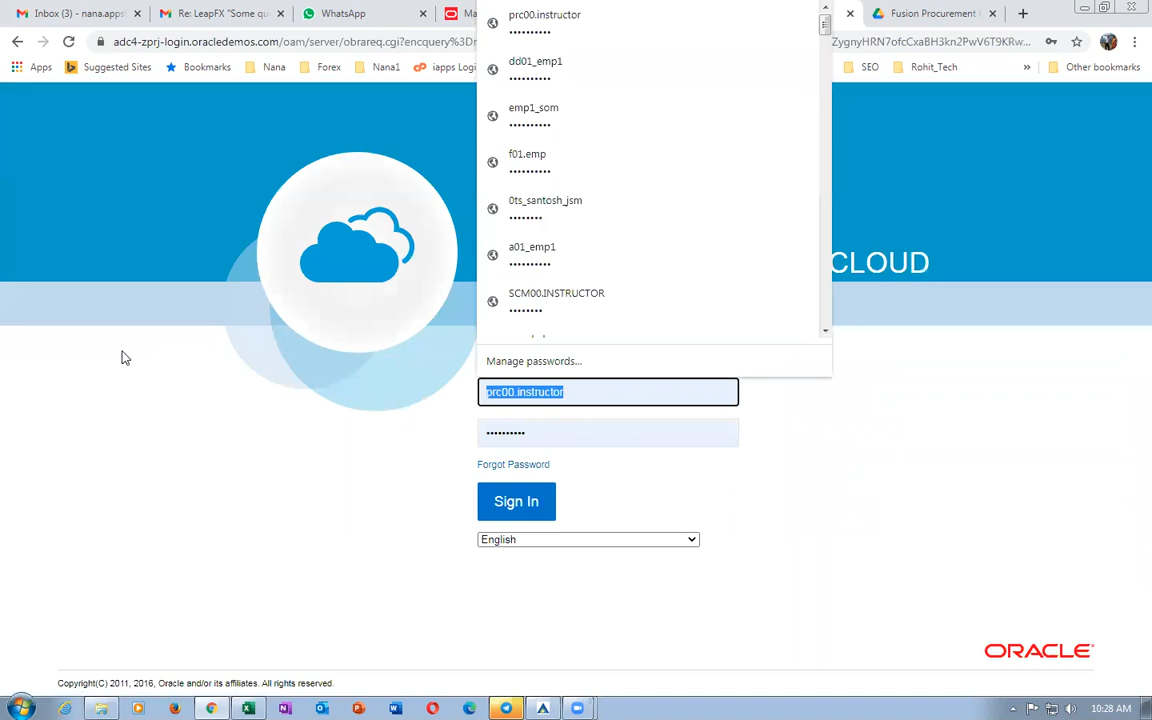 Inbox (3) - nana.apps
Re: LeapFX "Some qu
WhatsApp
Ma
Fusion Procurement
adc4-zprj-login.oracledemos.com/oam/server/obrareq.cgi?encquery%3D
ZygnyHRN7ofcCxaBH3kn2PwV6T9KRw...
Apps
Suggested Sites
Bookmarks
Nana
Forex
Nana1
iapps Logi
SEO
Rohit_Tech
»
Other bookmarks
prc00.instructor
••••••••••
dd01_emp1
••••••••••
emp1_som
••••••••••
f01.emp
••••••••••
0ts_santosh_jsm
••••••••
a01_emp1
••••••••••
SCM00.INSTRUCTOR
••••••••
CLOUD
Manage passwords...
prc00.instructor
••••••••••
Forgot Password
Sign In
English
ORACLE
Copyright(C) 2011, 2016, Oracle and/or its affiliates. All rights reserved.
10:28 AM